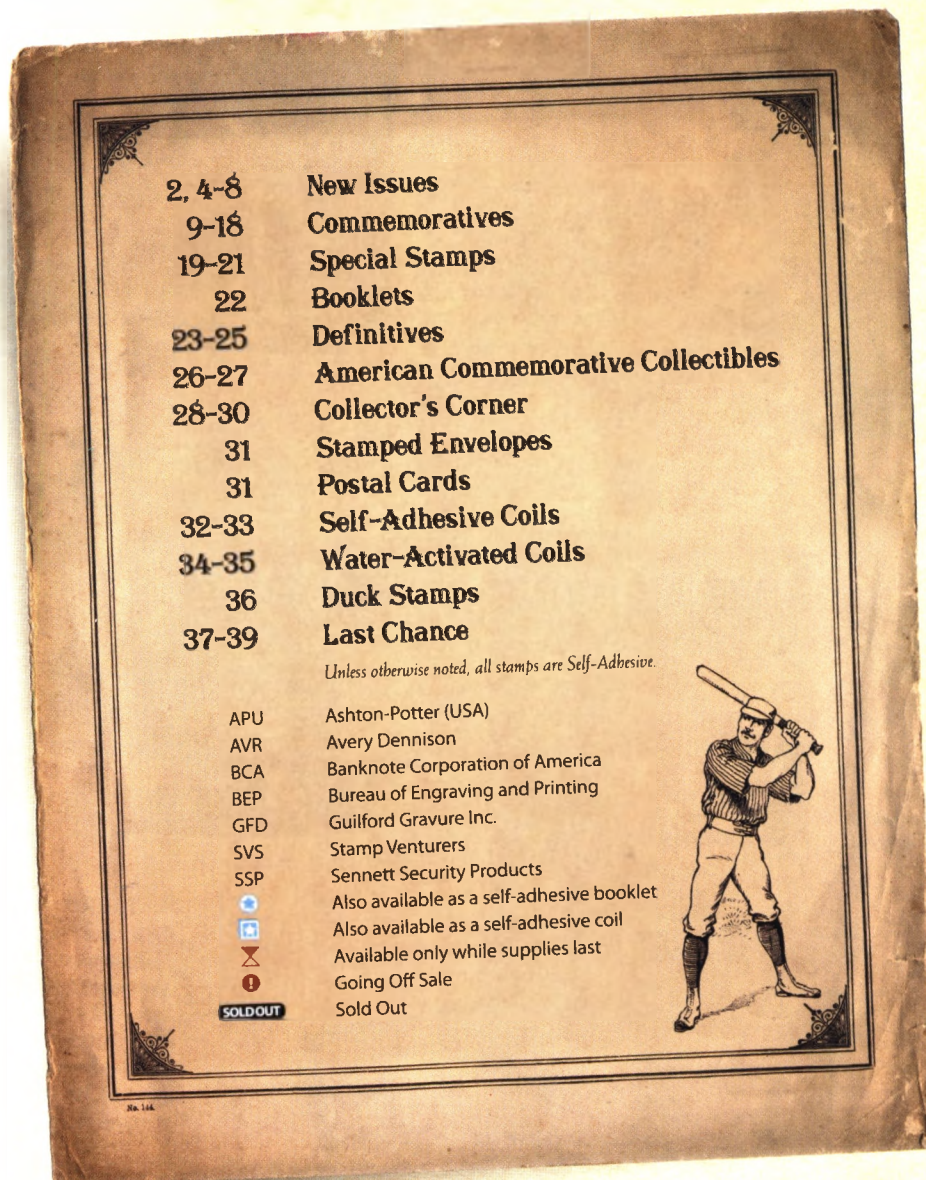 2, 4-8 New Issues
9-18 Commemoratives
19-21 Special Stamps
22 Booklets
23-25 Definitives
26-27 American Commemorative Collectibles
28-30 Collector's Corner
31 Stamped Envelopes
31 Postal Cards
32-33 Self-Adhesive Coils
34-35 Water-Activated Coils
36 Duck Stamps
37-39 Last Chance
Unless otherwise noted, all stamps are Self-Adhesive.
APU Ashton-Potter (USA)
AVR Avery Dennison
BCA Banknote Corporation of America
BEP Bureau of Engraving and Printing
GFD Guilford Gravure Inc.
SVS Stamp Venturers
SSP Sennett Security Products
Also available as a self-adhesive booklet
Also available as a self-adhesive coil
Available only while supplies last
Going Off Sale
SOLD OUT Sold Out
No.